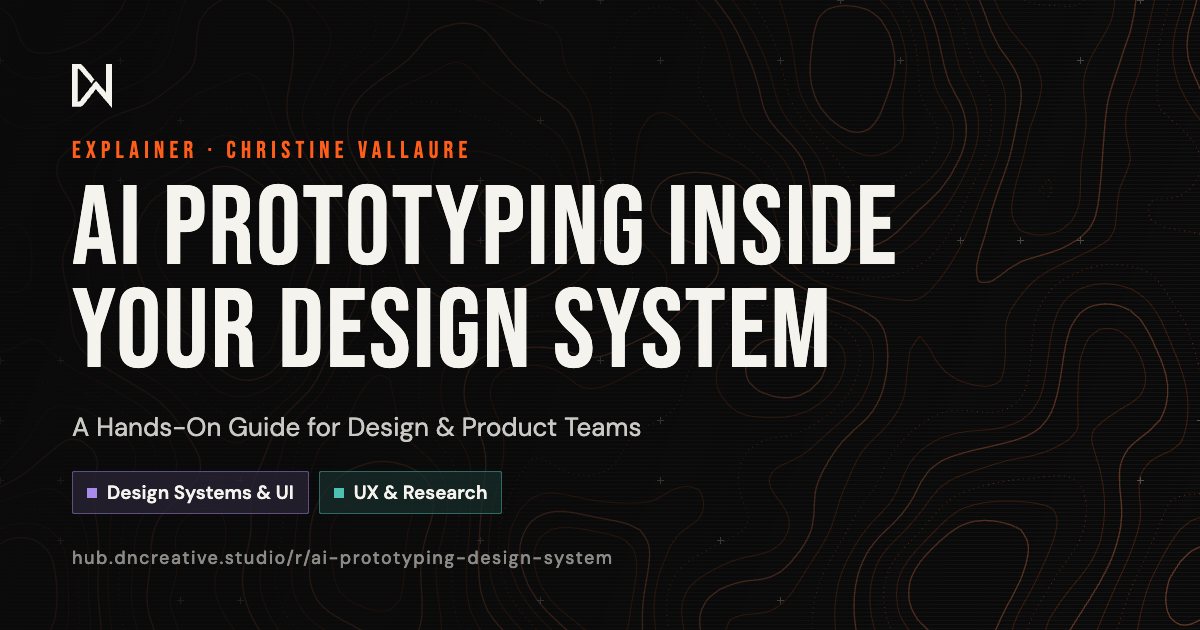 EXPLAINER · CHRISTINE VALLAURE
AI PROTOTYPING INSIDE
YOUR DESIGN SYSTEM
A Hands-On Guide for Design & Product Teams
Design Systems & UI
UX & Research
hub.dncreative.studio/r/ai-prototyping-design-system